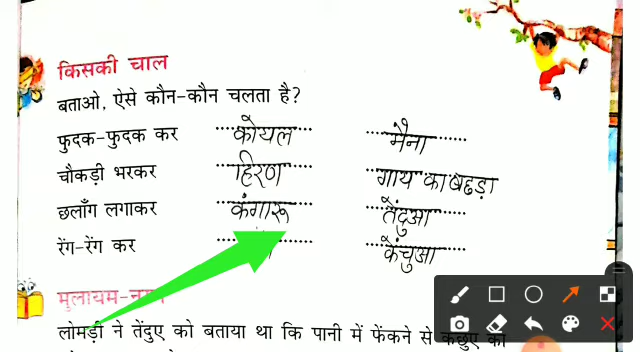 किसकी चाल
बताओ, ऐसे कौन-कौन चलता है?
फुदक-फुदक कर कोयल मैना
चौकड़ी भरकर हिरण गाय का बछड़ा
छलाँग लगाकर कंगारू तेंदुआ
रेंग-रेंग कर केंचुआ
मुलायम-
लोमड़ी ने तेंदुए को बताया था कि पानी में फेंकने से कछुए का